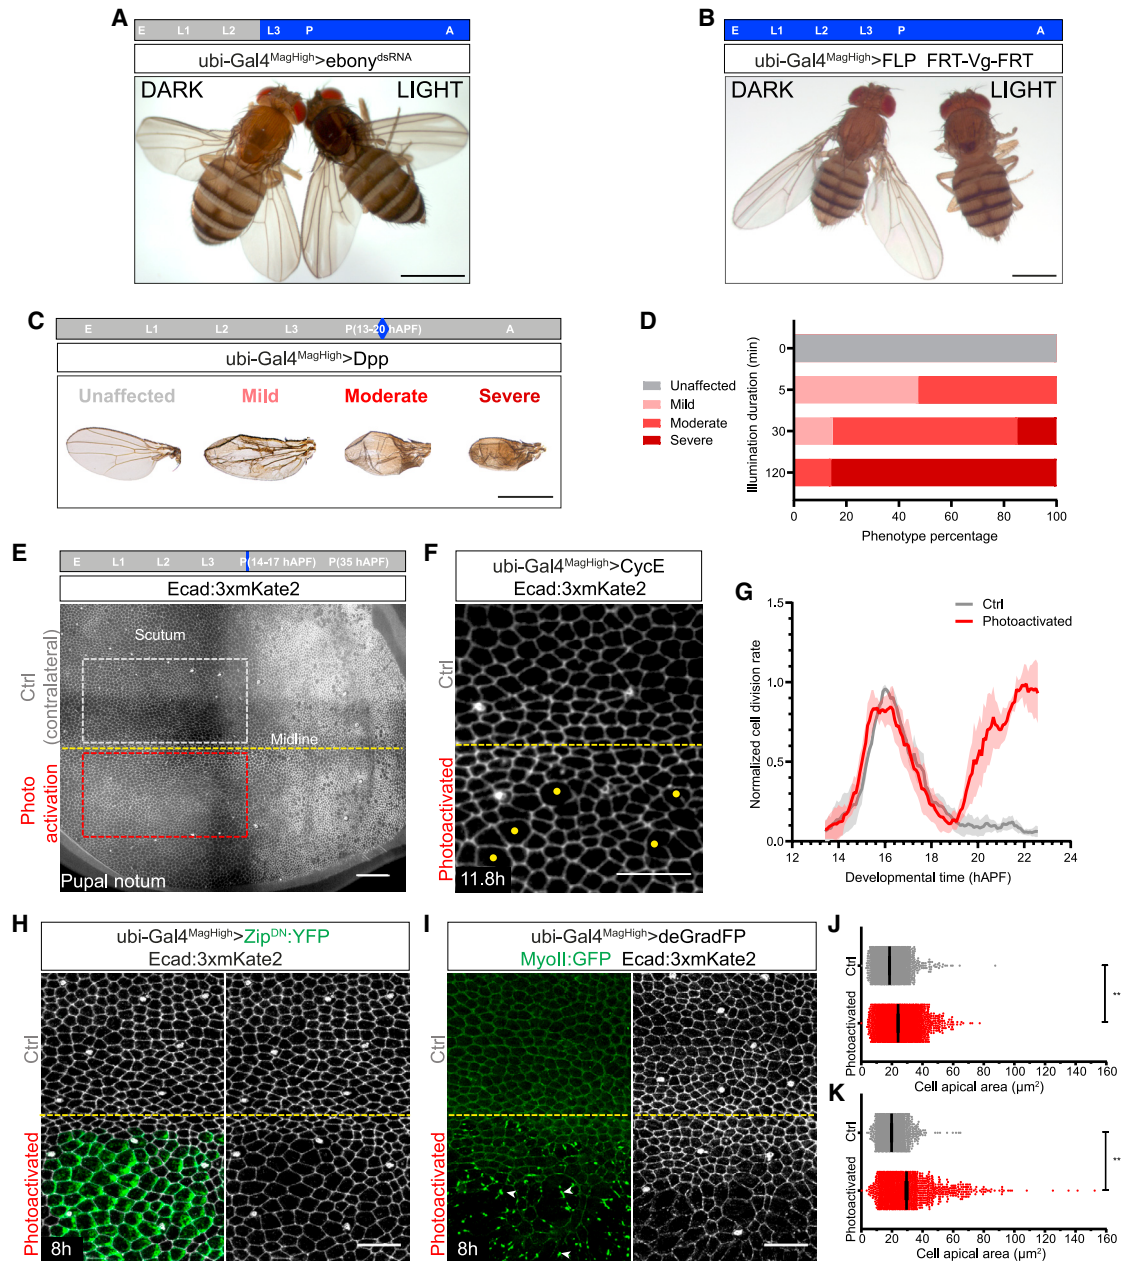 A
E L1 L2 L3 P A
ubi-Gal4MagHigh>ebonydsRNA
DARK LIGHT
B
E L1 L2 L3 P A
ubi-Gal4MagHigh>FLP FRT-Vg-FRT
DARK LIGHT
C
E L1 L2 L3 P(13-20 hAPF) A
ubi-Gal4MagHigh>Dpp
Unaffected Mild Moderate Severe
D
Unaffected
Mild
Moderate
Severe
Illumination duration (min)
0
5
30
120
0 20 40 60 80 100
Phenotype percentage
E
E L1 L2 L3 P(14-17 hAPF) P(35 hAPF)
Ecad:3xmKate2
Ctrl
(contralateral)
Photo
activation
Scutum
Midline
Pupal notum
F
ubi-Gal4MagHigh>CycE
Ecad:3xmKate2
Ctrl
Photoactivated
11.8h
G
Ctrl
Photoactivated
Normalized cell division rate
1.5
1.0
0.5
0.0
12 14 16 18 20 22 24
Developmental time (hAPF)
H
ubi-Gal4MagHigh>ZipDN:YFP
Ecad:3xmKate2
Ctrl
Photoactivated
8h
I
ubi-Gal4MagHigh>deGradFP
MyoII:GFP Ecad:3xmKate2
Ctrl
Photoactivated
8h
J
Ctrl
Photoactivated
**
0 20 40 60 80 100 120 140 160
Cell apical area (µm2)
K
Ctrl
Photoactivated
**
0 20 40 60 80 100 120 140 160
Cell apical area (µm2)